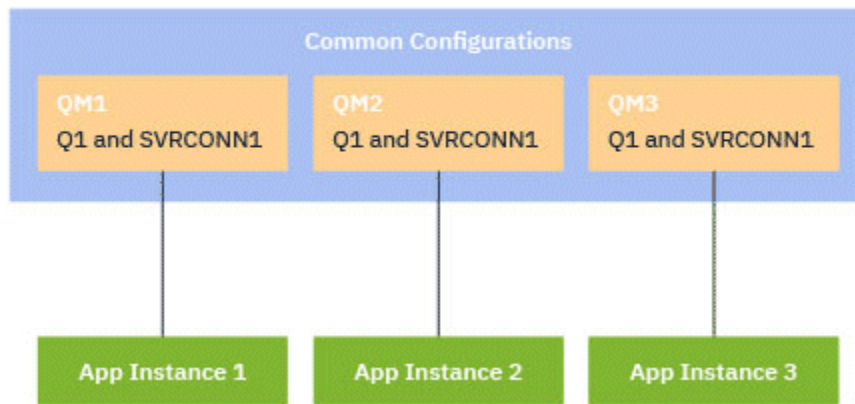 Common Configurations
QM1
Q1 and SVRCONN1
QM2
Q1 and SVRCONN1
QM3
Q1 and SVRCONN1
App Instance 1
App Instance 2
App Instance 3